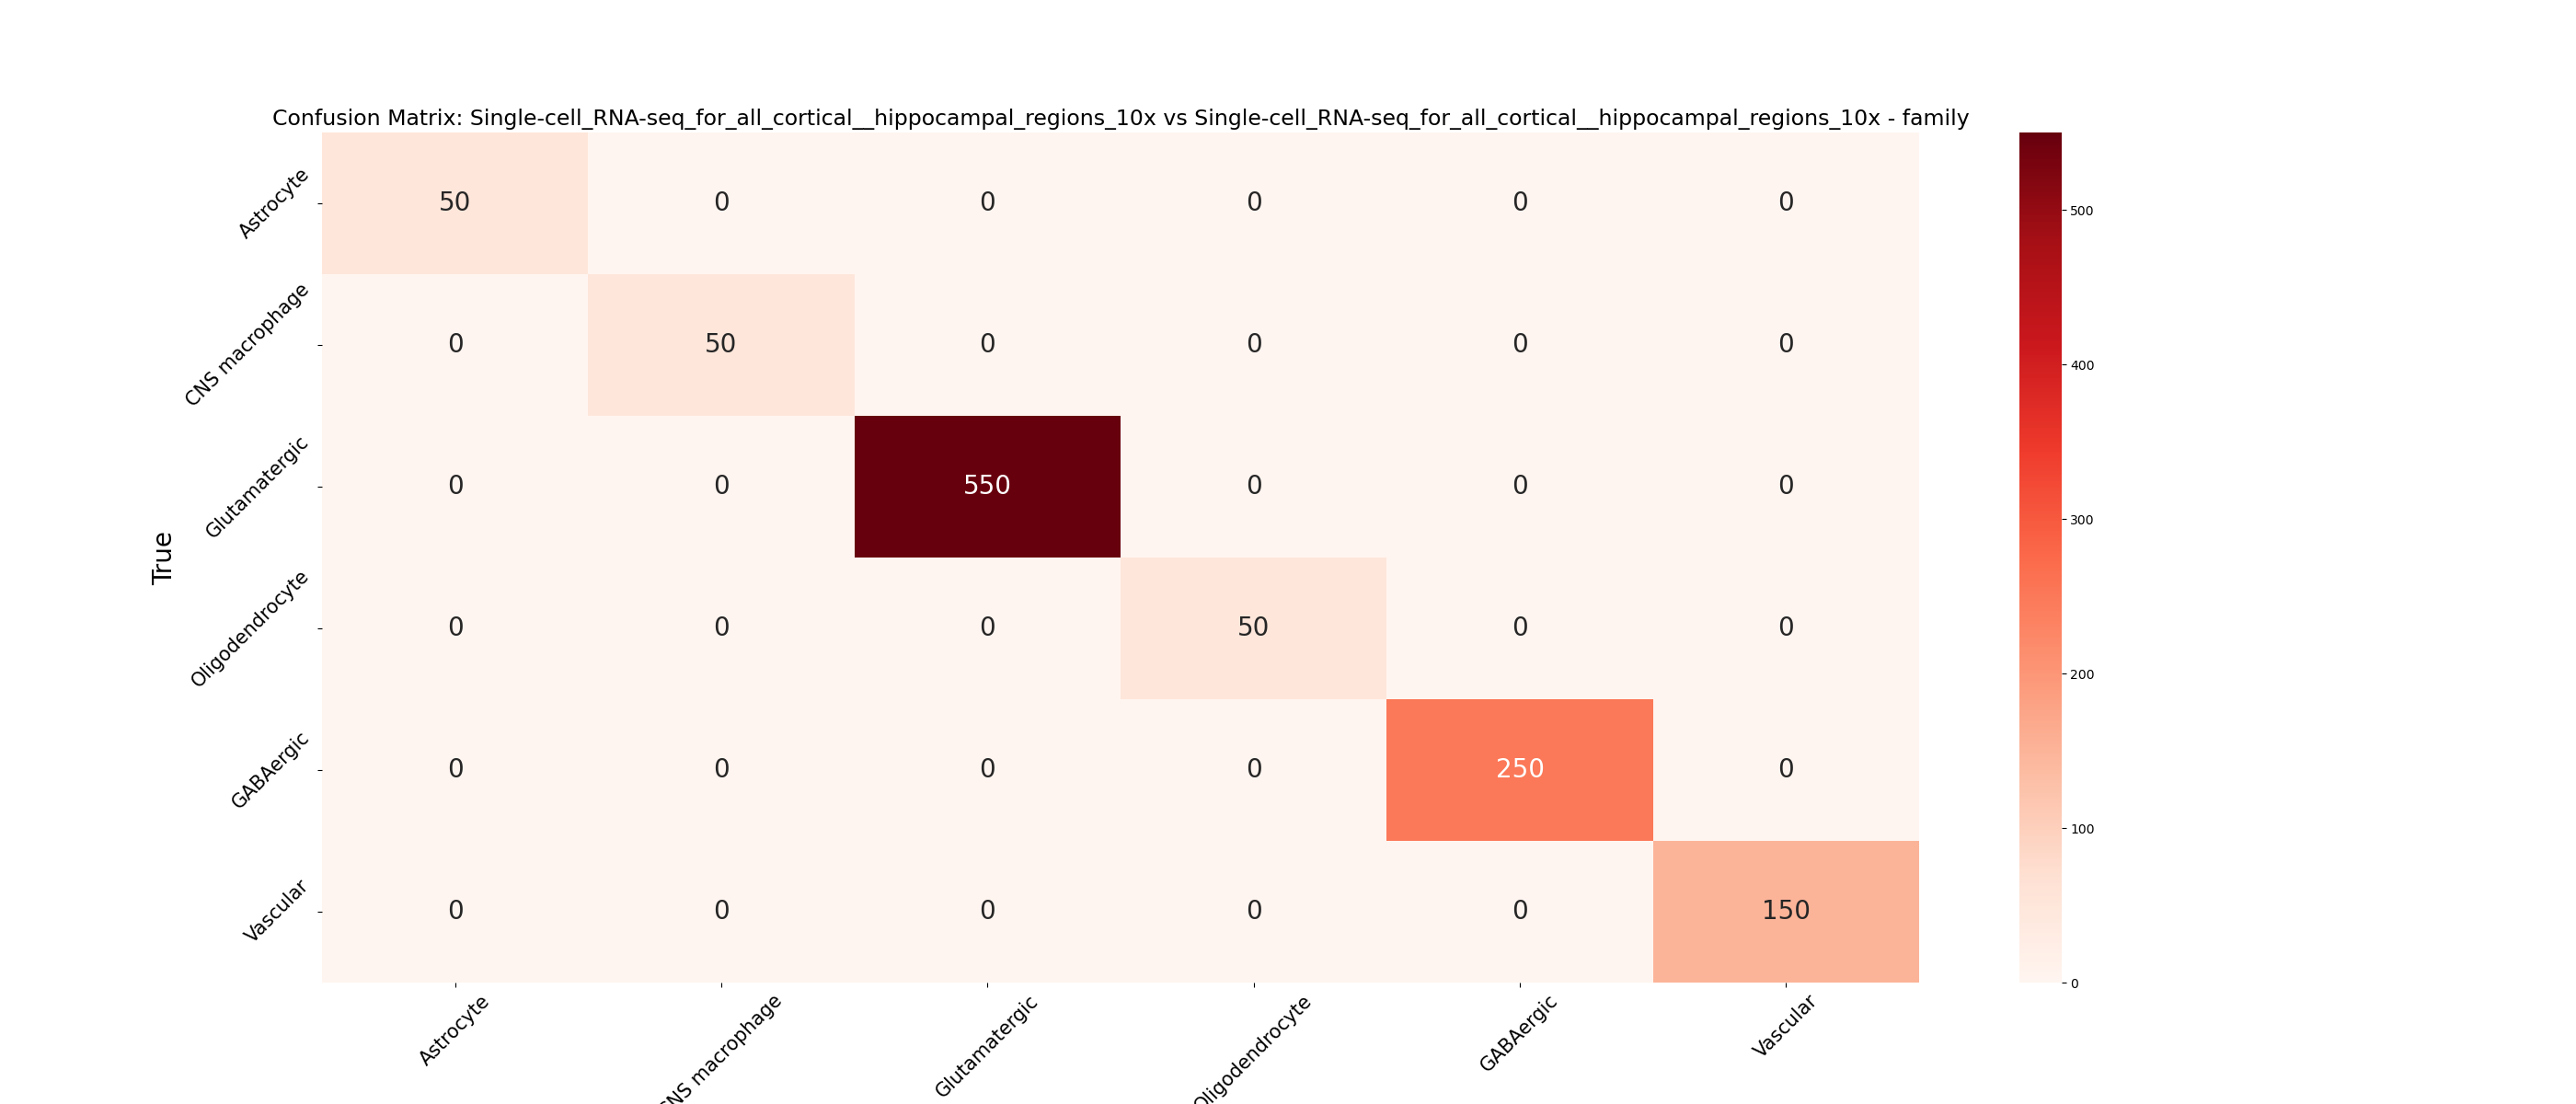 Confusion Matrix: Single-cell_RNA-seq_for_all_cortical__hippocampal_regions_10x vs Single-cell_RNA-seq_for_all_cortical__hippocampal_regions_10x - family
True
Astrocyte 50 0 0 0 0 0
CNS macrophage 0 50 0 0 0 0
Glutamatergic 0 0 550 0 0 0
Oligodendrocyte 0 0 0 50 0 0
GABAergic 0 0 0 0 250 0
Vascular 0 0 0 0 0 150
Astrocyte CNS macrophage Glutamatergic Oligodendrocyte GABAergic Vascular
500
400
300
200
100
0